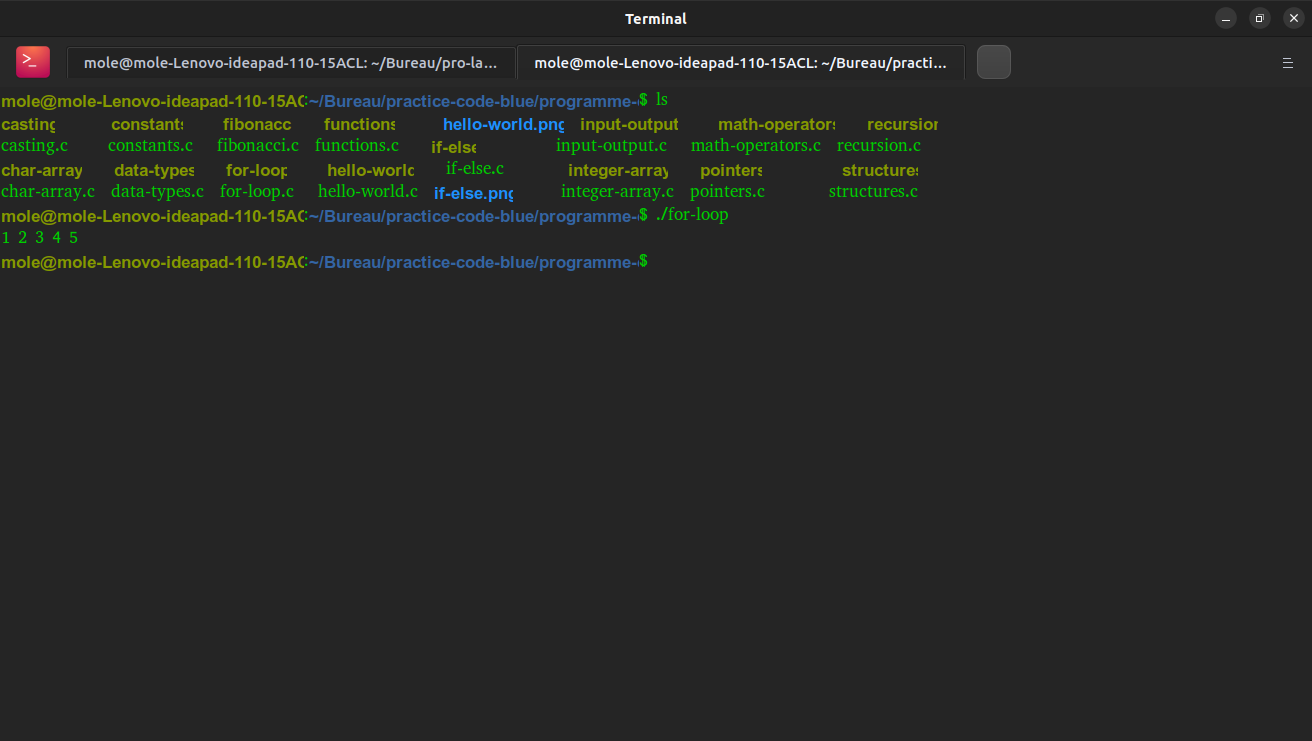 Terminal
mole@mole-Lenovo-ideapad-110-15ACL: ~/Bureau/pro-la...
mole@mole-Lenovo-ideapad-110-15ACL: ~/Bureau/practi...
mole@mole-Lenovo-ideapad-110-15AC:~/Bureau/practice-code-blue/programme-$ ls
casting constants fibonacc functions hello-world.png input-output math-operators recursion
casting.c constants.c fibonacci.c functions.c if-else input-output.c math-operators.c recursion.c
char-array data-types for-loop hello-world if-else.c integer-array pointers structures
char-array.c data-types.c for-loop.c hello-world.c if-else.png integer-array.c pointers.c structures.c
mole@mole-Lenovo-ideapad-110-15AC:~/Bureau/practice-code-blue/programme-$ ./for-loop
1 2 3 4 5
mole@mole-Lenovo-ideapad-110-15AC:~/Bureau/practice-code-blue/programme-$